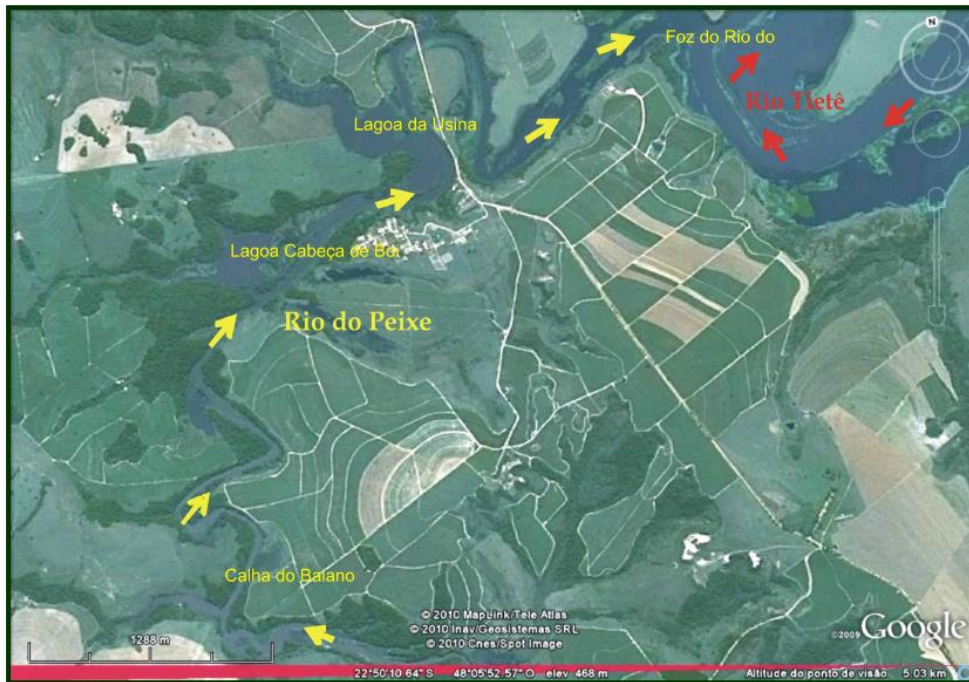 Foz do Rio do
N
Rio Tietê
Lagoa da Usina
Lagoa Cabeça de Boi
Rio do Peixe
Calha do Baiano
© 2010 MapLink/Tele Atlas
© 2010 Inav/Geosistemas SRL
© 2010 Cnes/Spot Image
©2009 Google
1288 m
22°50'10.64" S 48°05'52.57" O elev 468 m
Altitude do ponto de visão 5.03 km